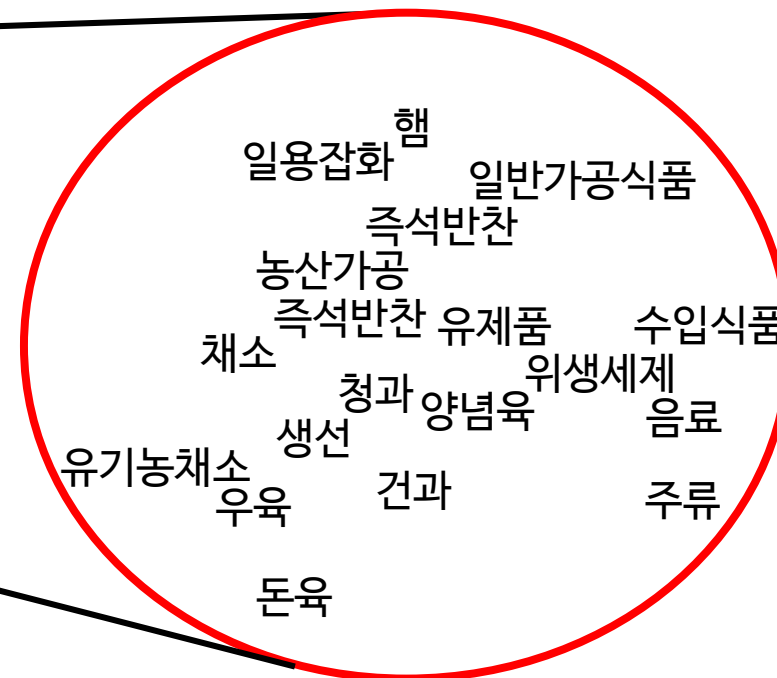 햄
일용잡화
일반가공식품
즉석반찬
농산가공
즉석반찬
유제품
수입식품
채소
위생세제
청과
양념육
음료
생선
유기농채소
우육
건과
주류
돈육